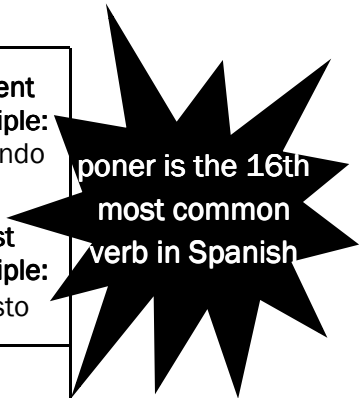 ent
iple:
ndo
st
iple:
sto
poner is the 16th
most common
verb in Spanish